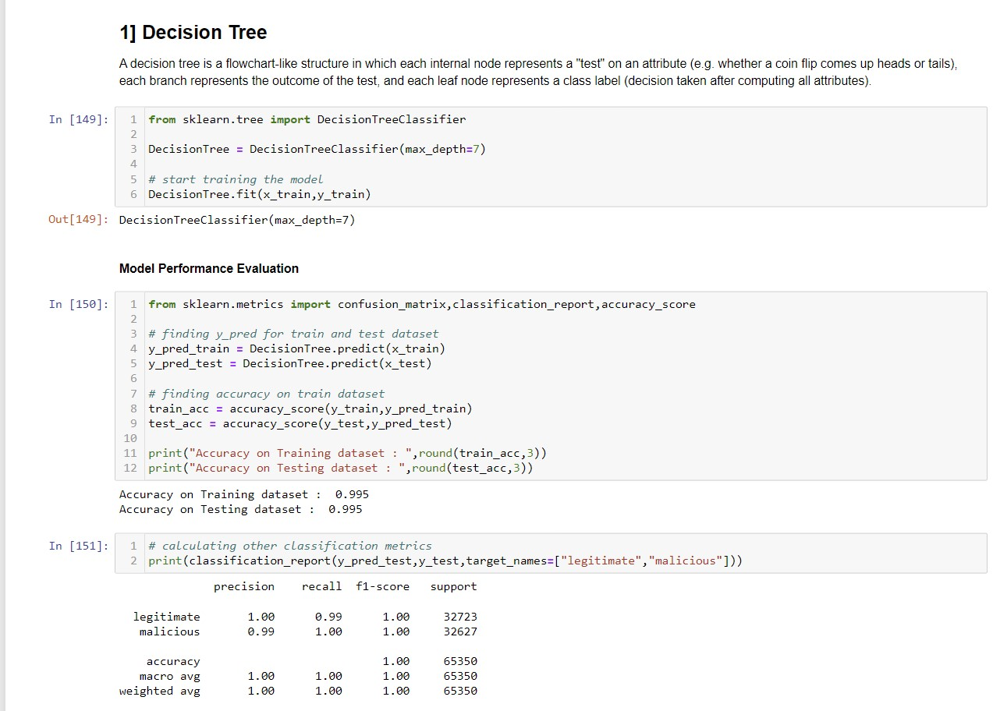 1] Decision Tree
A decision tree is a flowchart-like structure in which each internal node represents a "test" on an attribute (e.g. whether a coin flip comes up heads or tails),
each branch represents the outcome of the test, and each leaf node represents a class label (decision taken after computing all attributes).
In [149]:
1 from sklearn.tree import DecisionTreeClassifier
2
3 DecisionTree = DecisionTreeClassifier(max_depth=7)
4
5 # start training the model
6 DecisionTree.fit(x_train,y_train)
Out[149]: DecisionTreeClassifier(max_depth=7)
Model Performance Evaluation
In [150]:
1 from sklearn.metrics import confusion_matrix,classification_report,accuracy_score
2
3 # finding y_pred for train and test dataset
4 y_pred_train = DecisionTree.predict(x_train)
5 y_pred_test = DecisionTree.predict(x_test)
6
7 # finding accuracy on train dataset
8 train_acc = accuracy_score(y_train,y_pred_train)
9 test_acc = accuracy_score(y_test,y_pred_test)
10
11 print("Accuracy on Training dataset : ",round(train_acc,3))
12 print("Accuracy on Testing dataset : ",round(test_acc,3))
Accuracy on Training dataset :  0.995
Accuracy on Testing dataset :  0.995
In [151]:
1 # calculating other classification metrics
2 print(classification_report(y_pred_test,y_test,target_names=["legitimate","malicious"]))
precision recall f1-score support
legitimate 1.00 0.99 1.00 32723
malicious 0.99 1.00 1.00 32627
accuracy 1.00 65350
macro avg 1.00 1.00 1.00 65350
weighted avg 1.00 1.00 1.00 65350